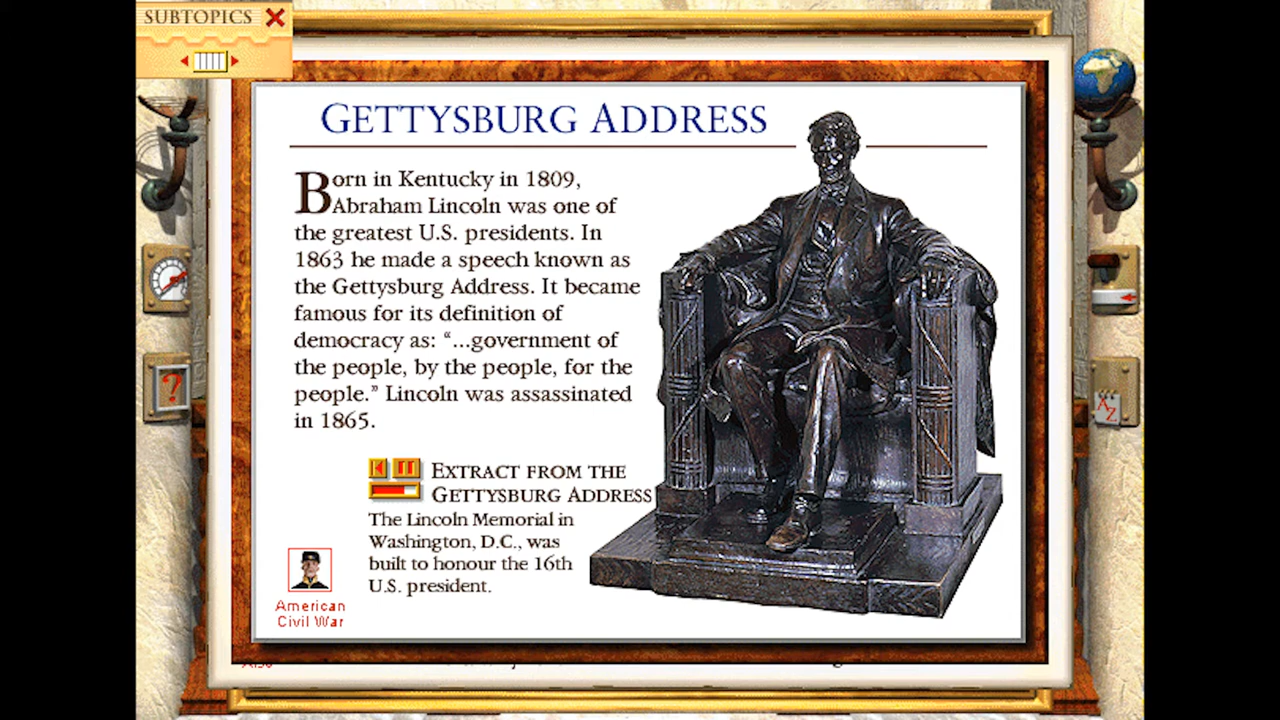 SUBTOPICS
GETTYSBURG ADDRESS
Born in Kentucky in 1809,
Abraham Lincoln was one of
the greatest U.S. presidents. In
1863 he made a speech known as
the Gettysburg Address. It became
famous for its definition of
democracy as: “...government of
the people, by the people, for the
people.” Lincoln was assassinated
in 1865.
EXTRACT FROM THE
GETTYSBURG ADDRESS
The Lincoln Memorial in
Washington, D.C., was
built to honour the 16th
U.S. president.
American
Civil War
?
AZ